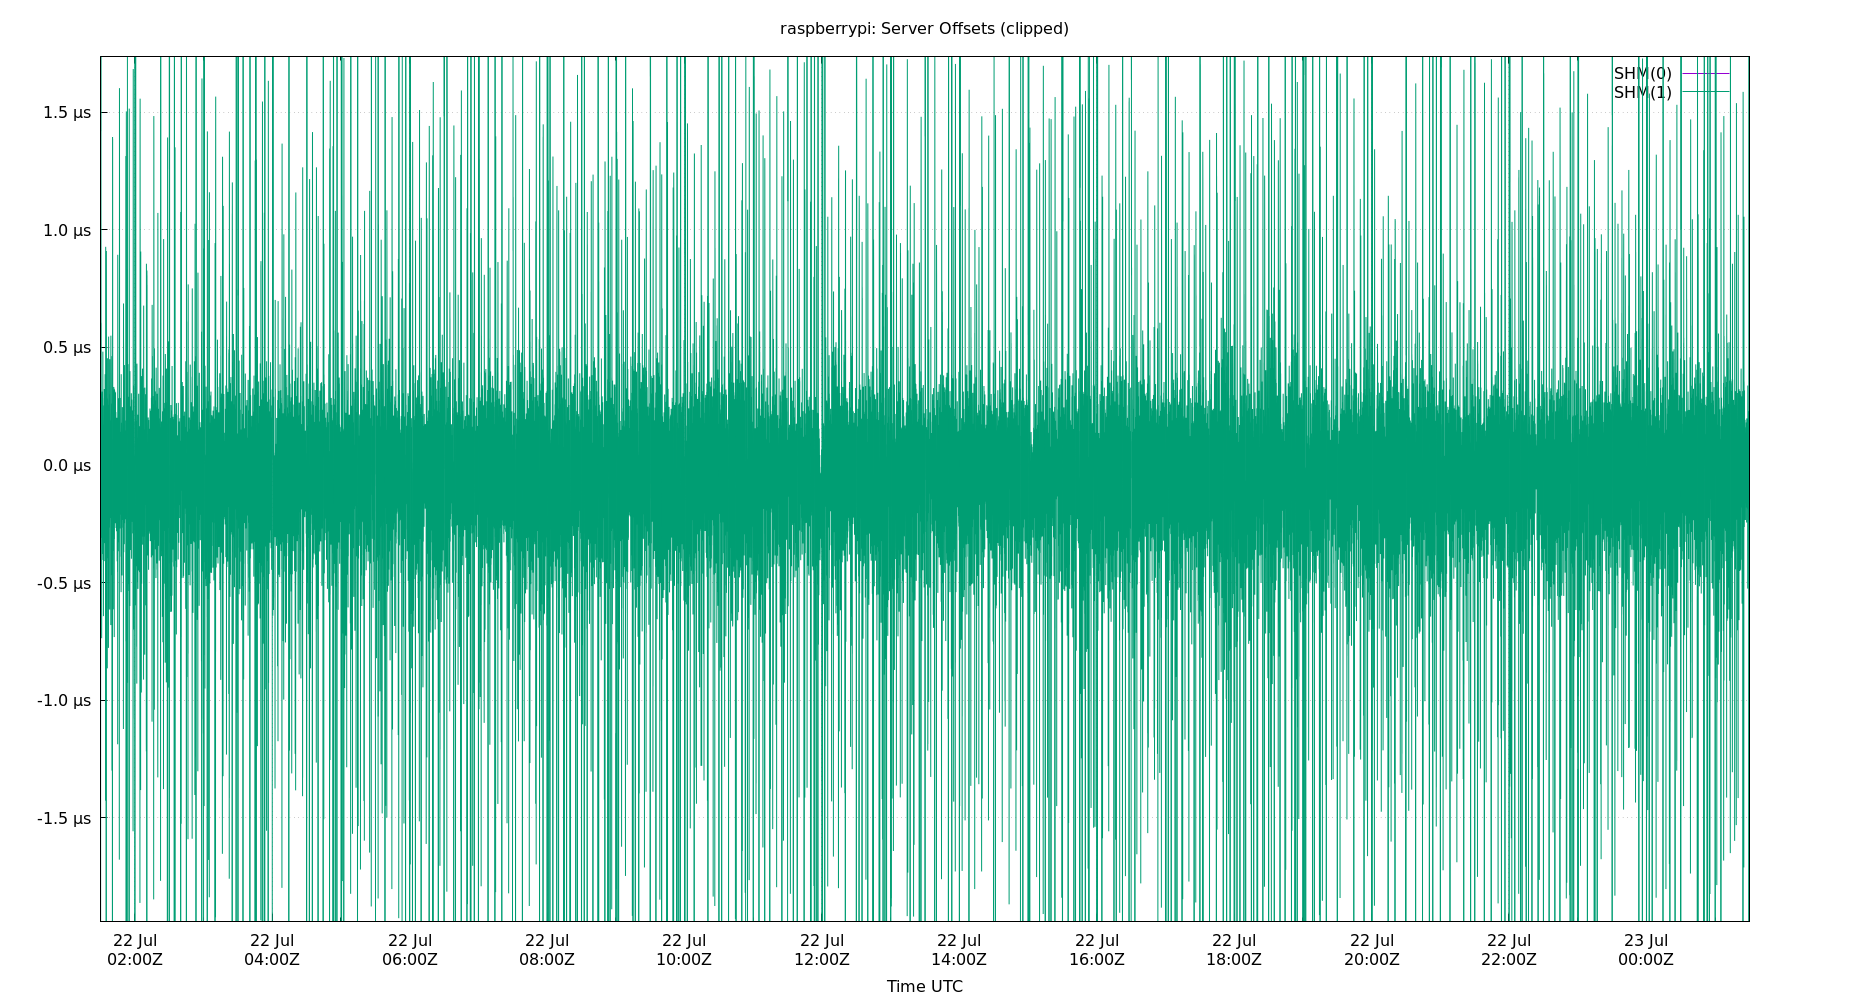 raspberrypi: Server Offsets (clipped)
SHM(0)
SHM(1)
1.5 µs
1.0 µs
0.5 µs
0.0 µs
-0.5 µs
-1.0 µs
-1.5 µs
22 Jul 22 Jul 22 Jul 22 Jul 22 Jul 22 Jul 22 Jul 22 Jul 22 Jul 22 Jul 22 Jul 23 Jul
02:00Z 04:00Z 06:00Z 08:00Z 10:00Z 12:00Z 14:00Z 16:00Z 18:00Z 20:00Z 22:00Z 00:00Z
Time UTC